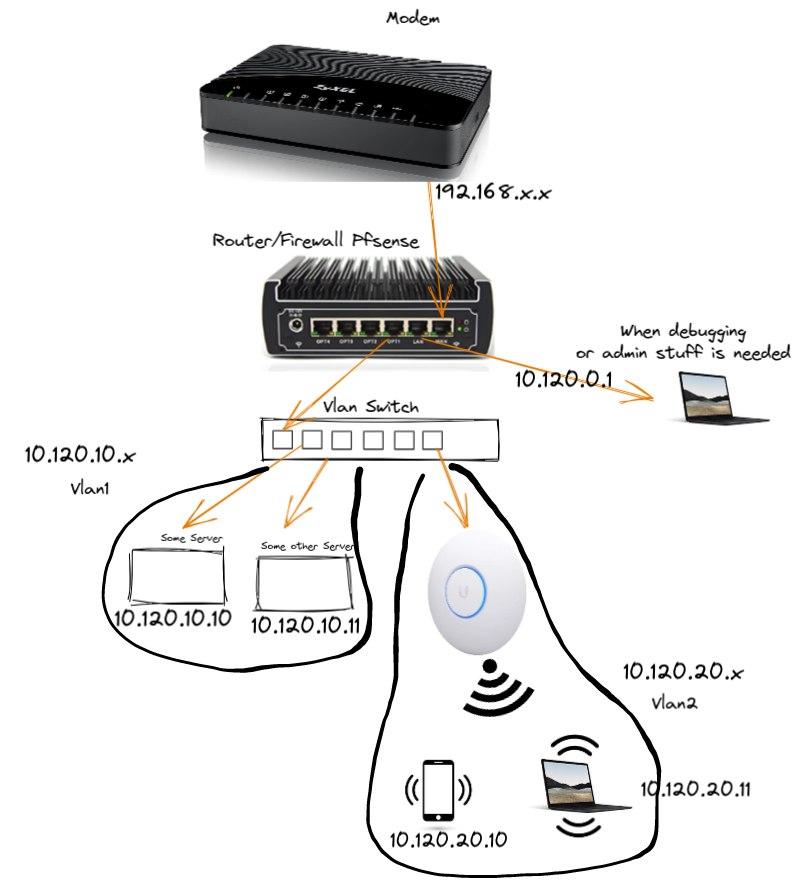 Modem
ZyXEL
192.168.x.x
Router/Firewall Pfsense
OPT4 OPT3 OPT2 OPT1 LAN WAN
When debugging
or admin stuff is needed
10.120.0.1
Vlan Switch
10.120.10.x
Vlan1
Some Server
Some other Server
10.120.10.10
10.120.10.11
U
10.120.20.x
Vlan2
10.120.20.11
10.120.20.10